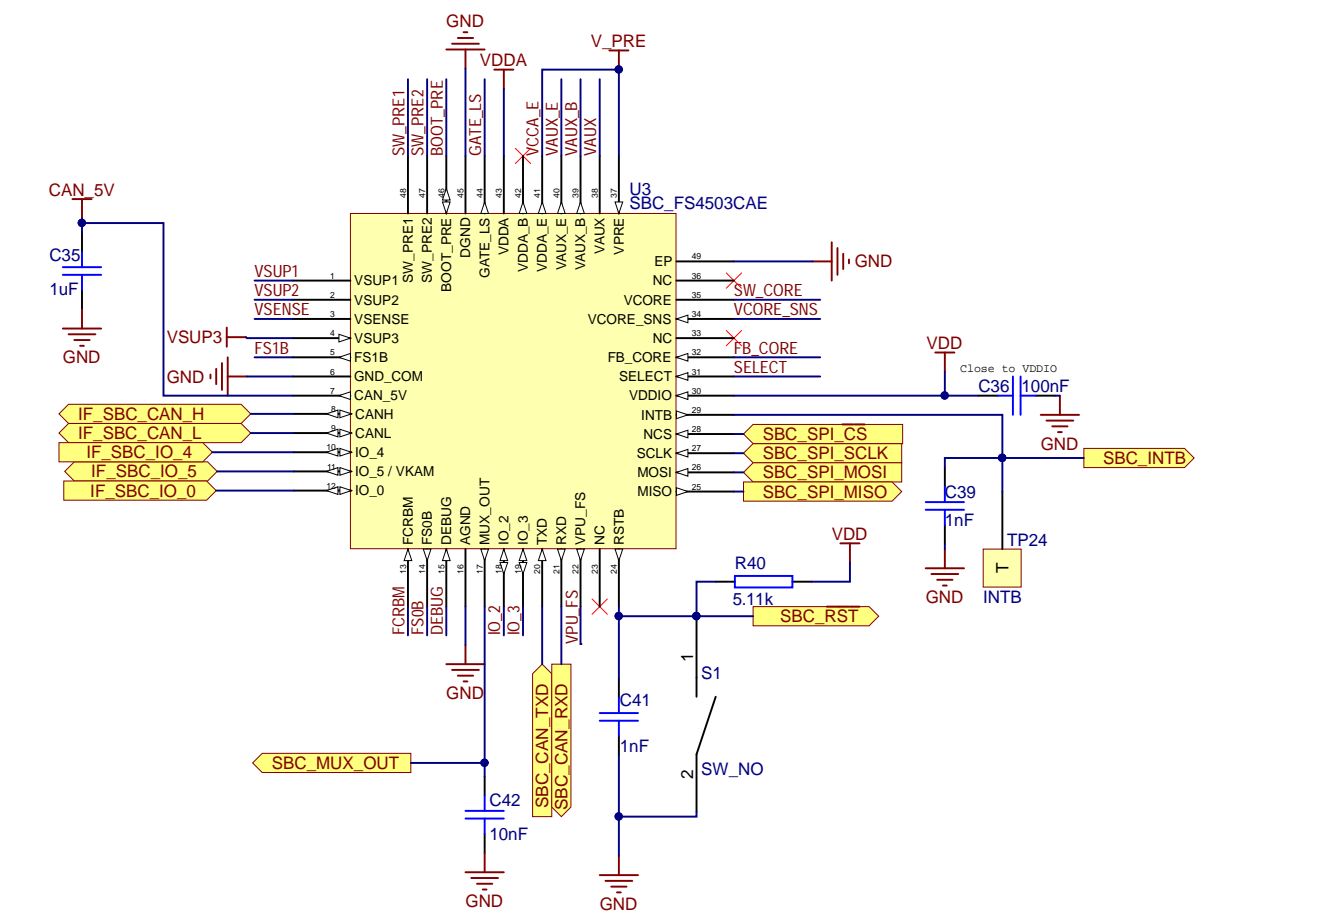 GND
V_PRE
VDDA
SW_PRE1
SW_PRE2
BOOT_PRE
GATE_LS
VCCA_E
VAUX_E
VAUX_B
VAUX
48
47
46
45
44
43
42
41
40
39
38
37
U3
SBC_FS4503CAE
SW_PRE1
SW_PRE2
BOOT_PRE
DGND
GATE_LS
VDDA
VDDA_B
VDDA_E
VAUX_E
VAUX_B
VAUX
VPRE
CAN_5V
C35
1uF
GND
VSUP1 1 VSUP1
VSUP2 2 VSUP2
VSENSE 3 VSENSE
VSUP3 4 VSUP3
FS1B 5 FS1B
GND 6 GND_COM
7 CAN_5V
IF_SBC_CAN_H 8 CANH
IF_SBC_CAN_L 9 CANL
IF_SBC_IO_4 10 IO_4
IF_SBC_IO_5 11 IO_5 / VKAM
IF_SBC_IO_0 12 IO_0
EP 49 GND
NC 36
VCORE 35 SW_CORE
VCORE_SNS 34 VCORE_SNS
NC 33
FB_CORE 32 FB_CORE
SELECT 31 SELECT
VDDIO 30
INTB 29
NCS 28 SBC_SPI_CS
SCLK 27 SBC_SPI_SCLK
MOSI 26 SBC_SPI_MOSI
MISO 25 SBC_SPI_MISO
VDD
Close to VDDIO
C36 100nF
GND
SBC_INTB
C39
1nF
GND
TP24
T
INTB
FCRBM
FS0B
DEBUG
AGND
MUX_OUT
IO_2
IO_3
TXD
RXD
VPU_FS
NC
RSTB
13
14
15
16
17
18
19
20
21
22
23
24
FCRBM
FS0B
DEBUG
IO_2
IO_3
VPU_FS
GND
VDD
R40
5.11k
SBC_RST
SBC_CAN_TXD
SBC_CAN_RXD
1
S1
C41
1nF
2
SW_NO
SBC_MUX_OUT
C42
10nF
GND
GND